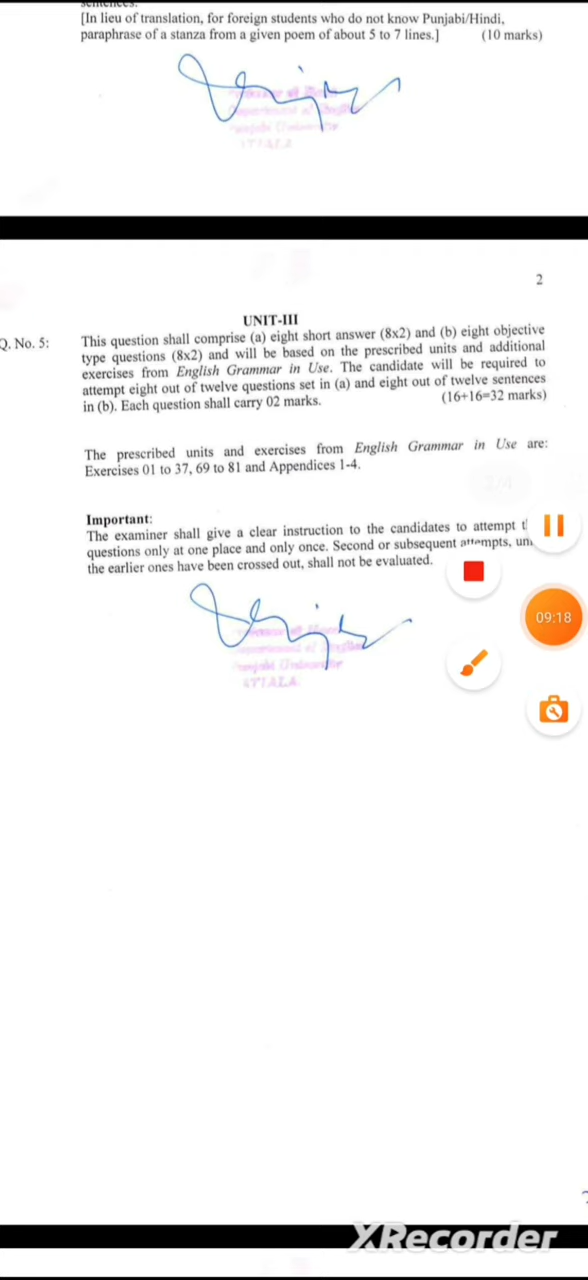 sentences.
[In lieu of translation, for foreign students who do not know Punjabi/Hindi,
paraphrase of a stanza from a given poem of about 5 to 7 lines.] (10 marks)
2
UNIT-III
Q. No. 5: This question shall comprise (a) eight short answer (8x2) and (b) eight objective
type questions (8x2) and will be based on the prescribed units and additional
exercises from English Grammar in Use. The candidate will be required to
attempt eight out of twelve questions set in (a) and eight out of twelve sentences
in (b). Each question shall carry 02 marks. (16+16=32 marks)
The prescribed units and exercises from English Grammar in Use are:
Exercises 01 to 37, 69 to 81 and Appendices 1-4.
2/4
Important:
The examiner shall give a clear instruction to the candidates to attempt
questions only at one place and only once. Second or subsequent attempts,
the earlier ones have been crossed out, shall not be evaluated.
09:18
XRecorder